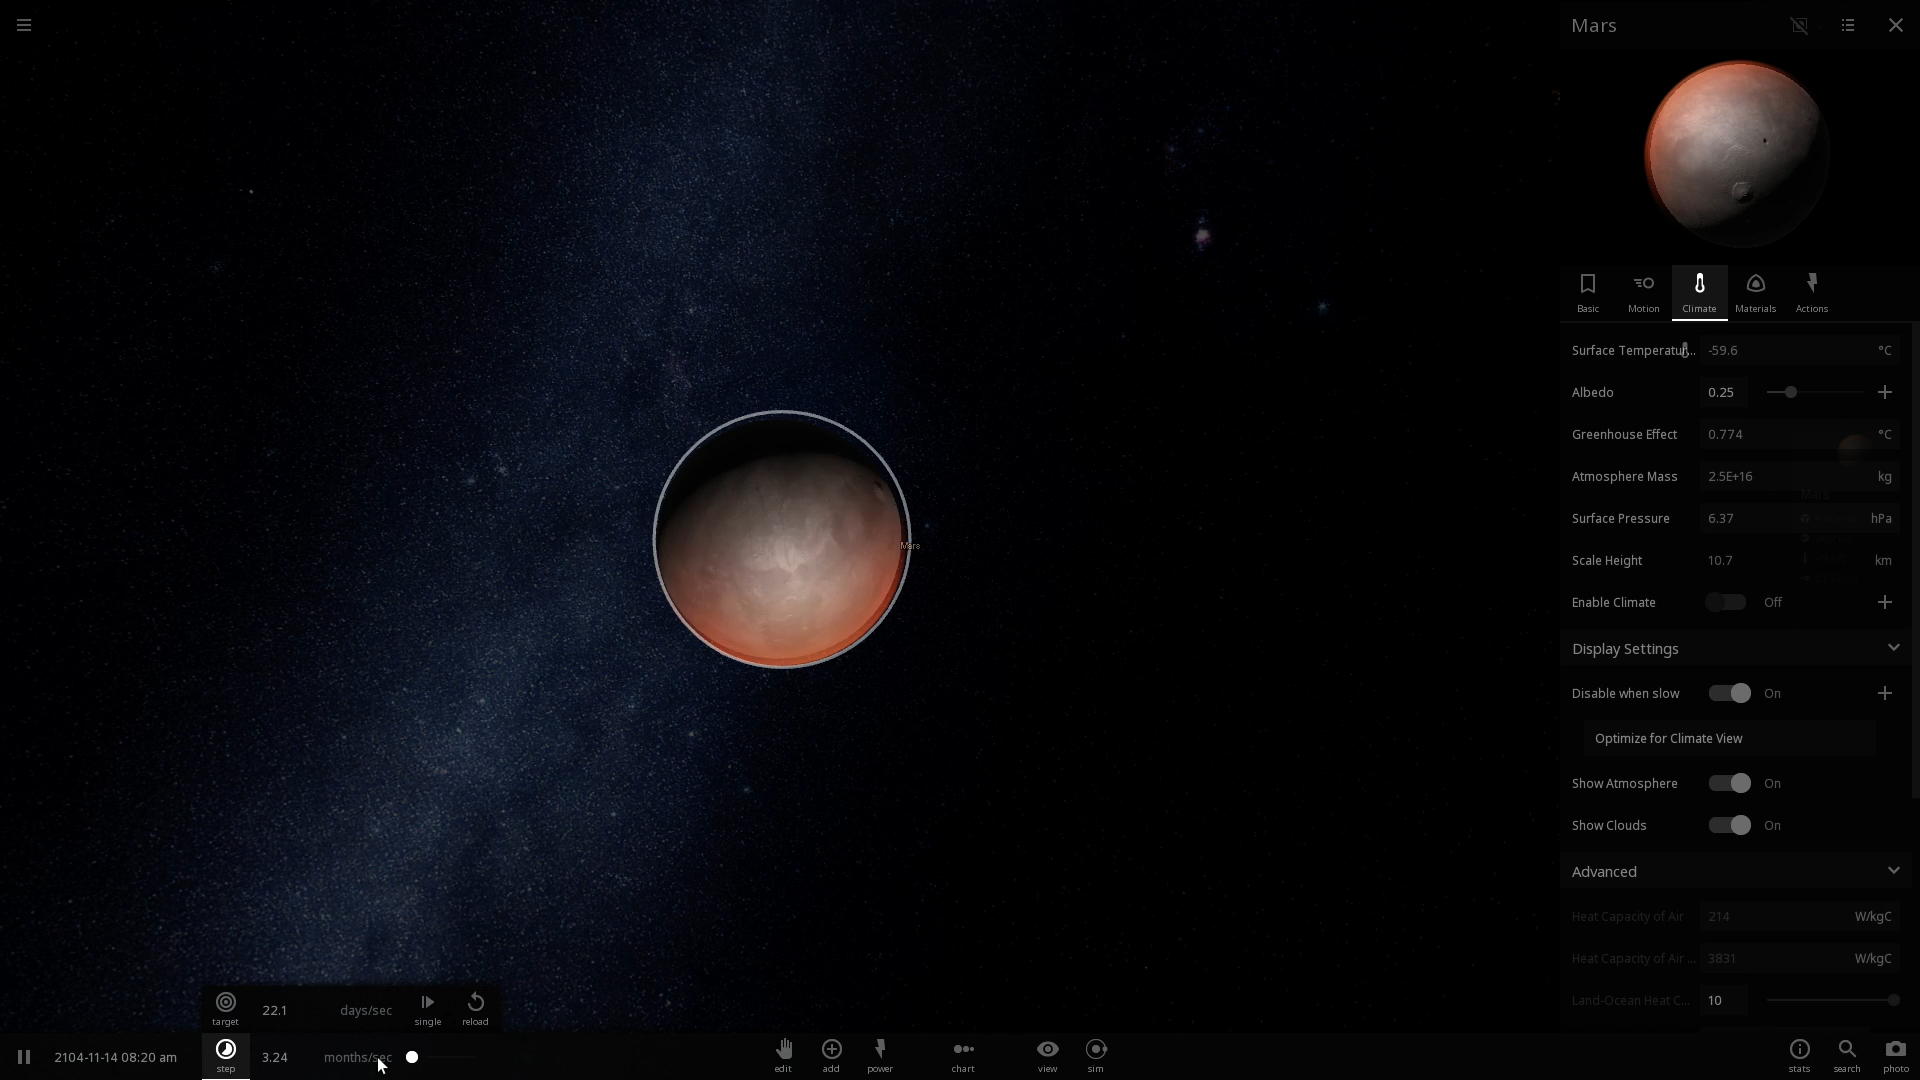 Mars
Basic
Motion
Climate
Materials
Actions
Surface Temperatur... -59.6 °C
Albedo 0.25
Greenhouse Effect 0.774 °C
Atmosphere Mass 2.5E+16 kg
Mars
Surface Pressure 6.37 hPa
Mars
Scale Height 10.7 km
Enable Climate Off
Display Settings
Disable when slow On
Optimize for Climate View
Show Atmosphere On
Show Clouds On
Advanced
Heat Capacity of Air 214 W/kgC
Heat Capacity of Air ... 3831 W/kgC
Land-Ocean Heat C... 10
target 22.1 days/sec single reload
2104-11-14 08:20 am step 3.24 months/sec edit add power chart view sim stats search photo